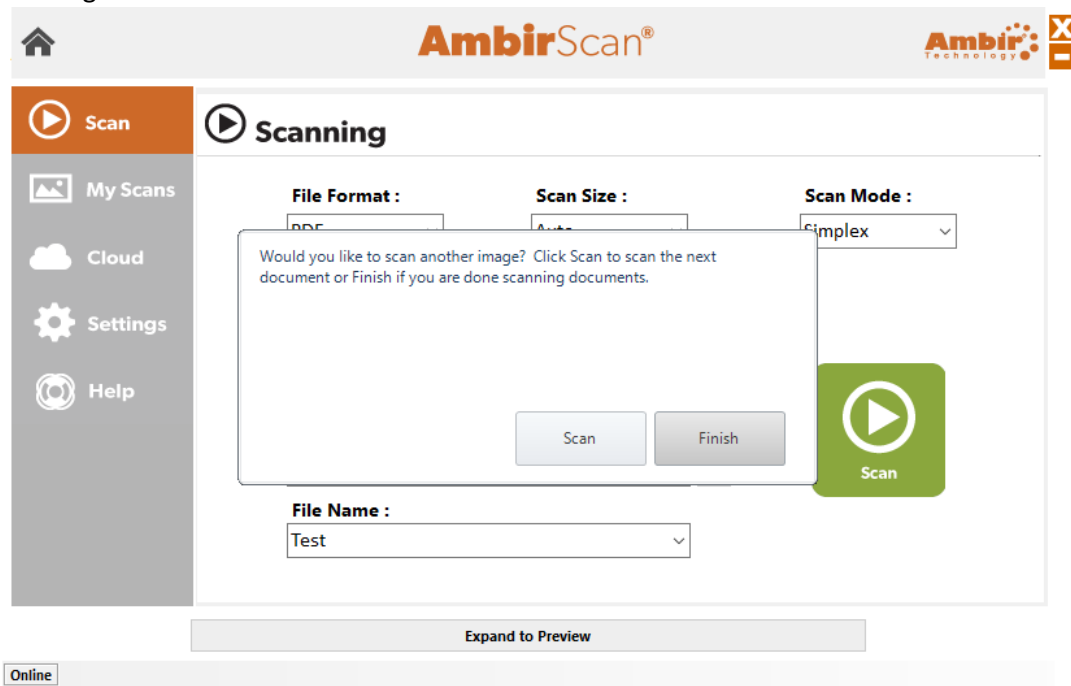 AmbirScan®
Ambir
Technology
X
Scan
Scanning
My Scans
File Format :
Scan Size :
Scan Mode :
PDF
Auto
Simplex
Cloud
Would you like to scan another image? Click Scan to scan the next
document or Finish if you are done scanning documents.
Settings
Help
Scan
Finish
Scan
File Name :
Test
Expand to Preview
Online